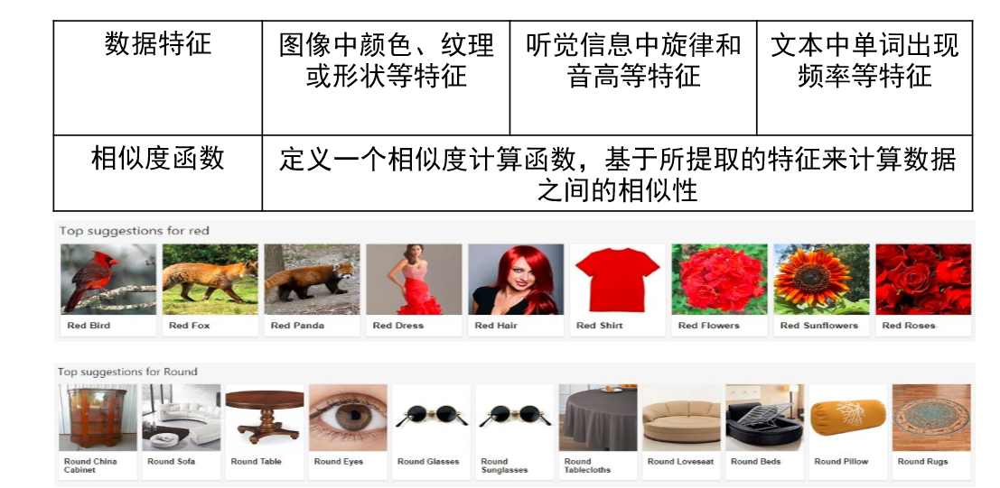 数据特征
图像中颜色、纹理
或形状等特征
听觉信息中旋律和
音高等特征
文本中单词出现
频率等特征
相似度函数
定义一个相似度计算函数，基于所提取的特征来计算数据
之间的相似性
Top suggestions for red
Red Bird
Red Fox
Red Panda
Red Dress
Red Hair
Red Shirt
Red Flowers
Red Sunflowers
Red Roses
Top suggestions for Round
Round China
Cabinet
Round Sofa
Round Table
Round Eyes
Round Glasses
Round
Sunglasses
Round
Tablecloths
Round Loveseat
Round Beds
Round Pillow
Round Rugs